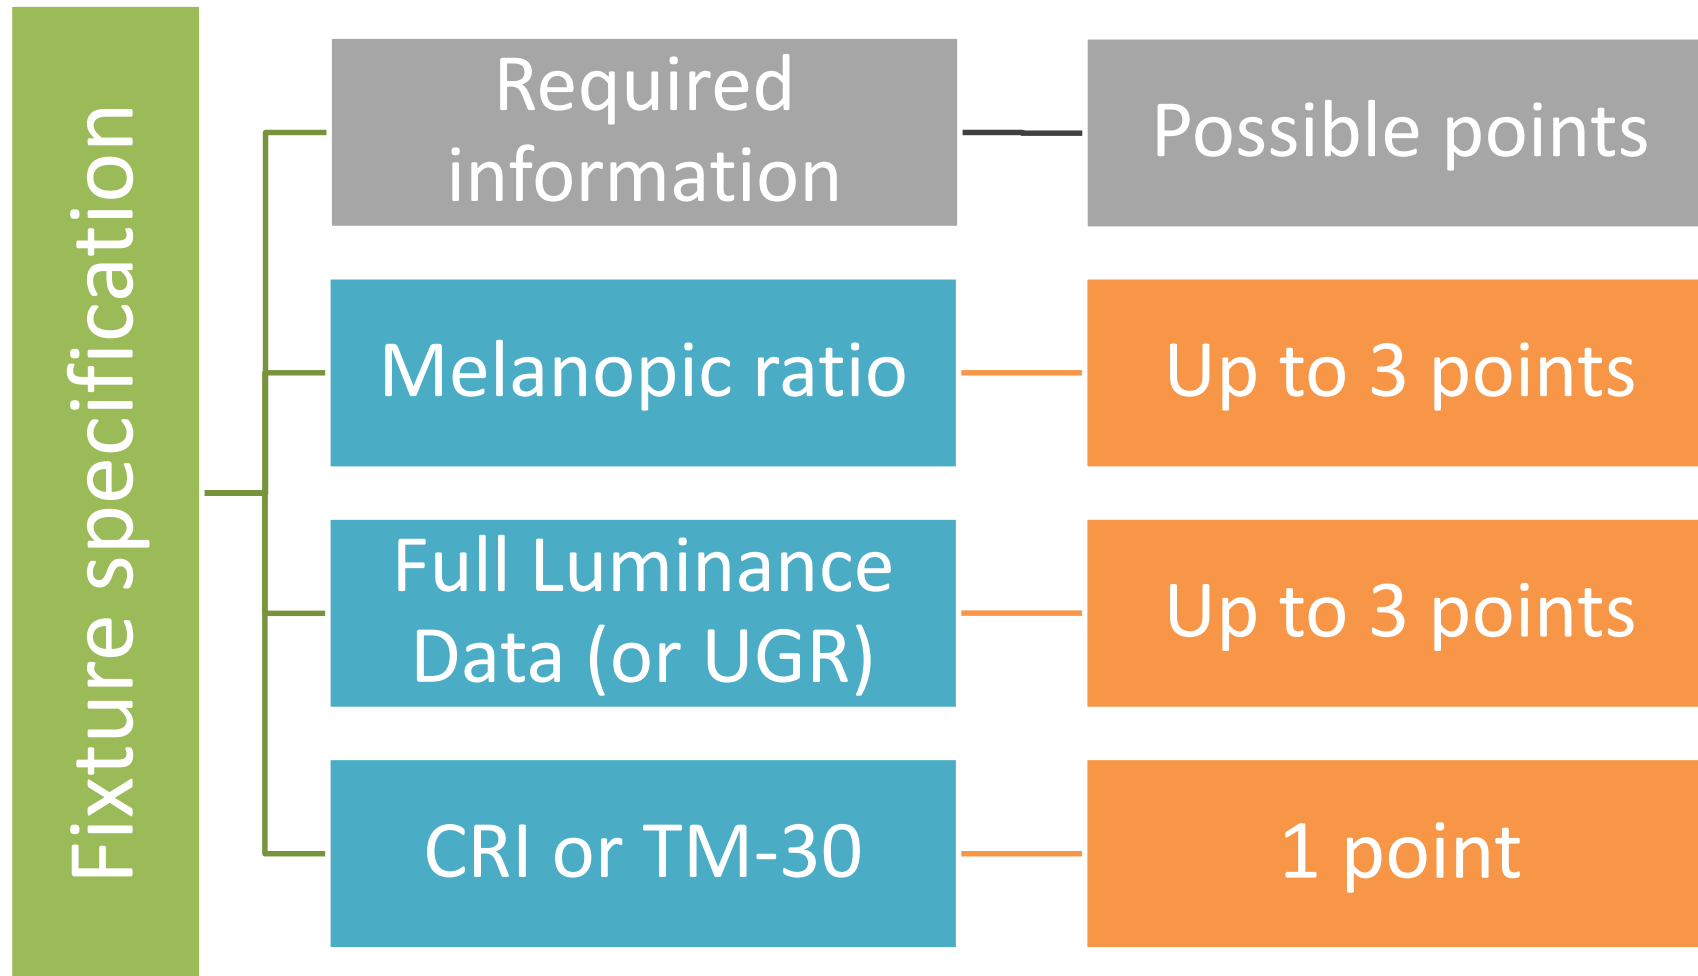 Fixture specification
Required
information
Possible points
Melanopic ratio
Up to 3 points
Full Luminance
Data (or UGR)
Up to 3 points
CRI or TM-30
1 point